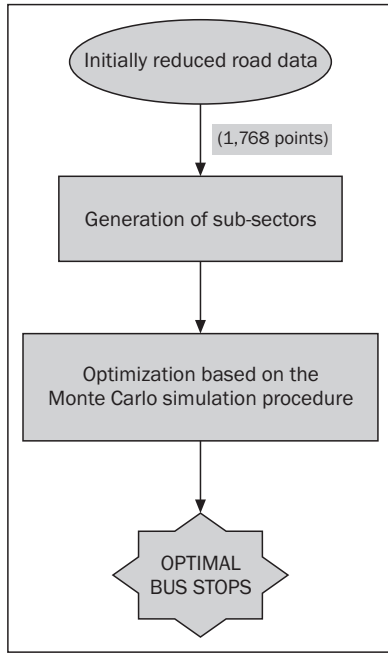 Initially reduced road data
(1,768 points)
Generation of sub-sectors
Optimization based on the
Monte Carlo simulation procedure
OPTIMAL
BUS STOPS